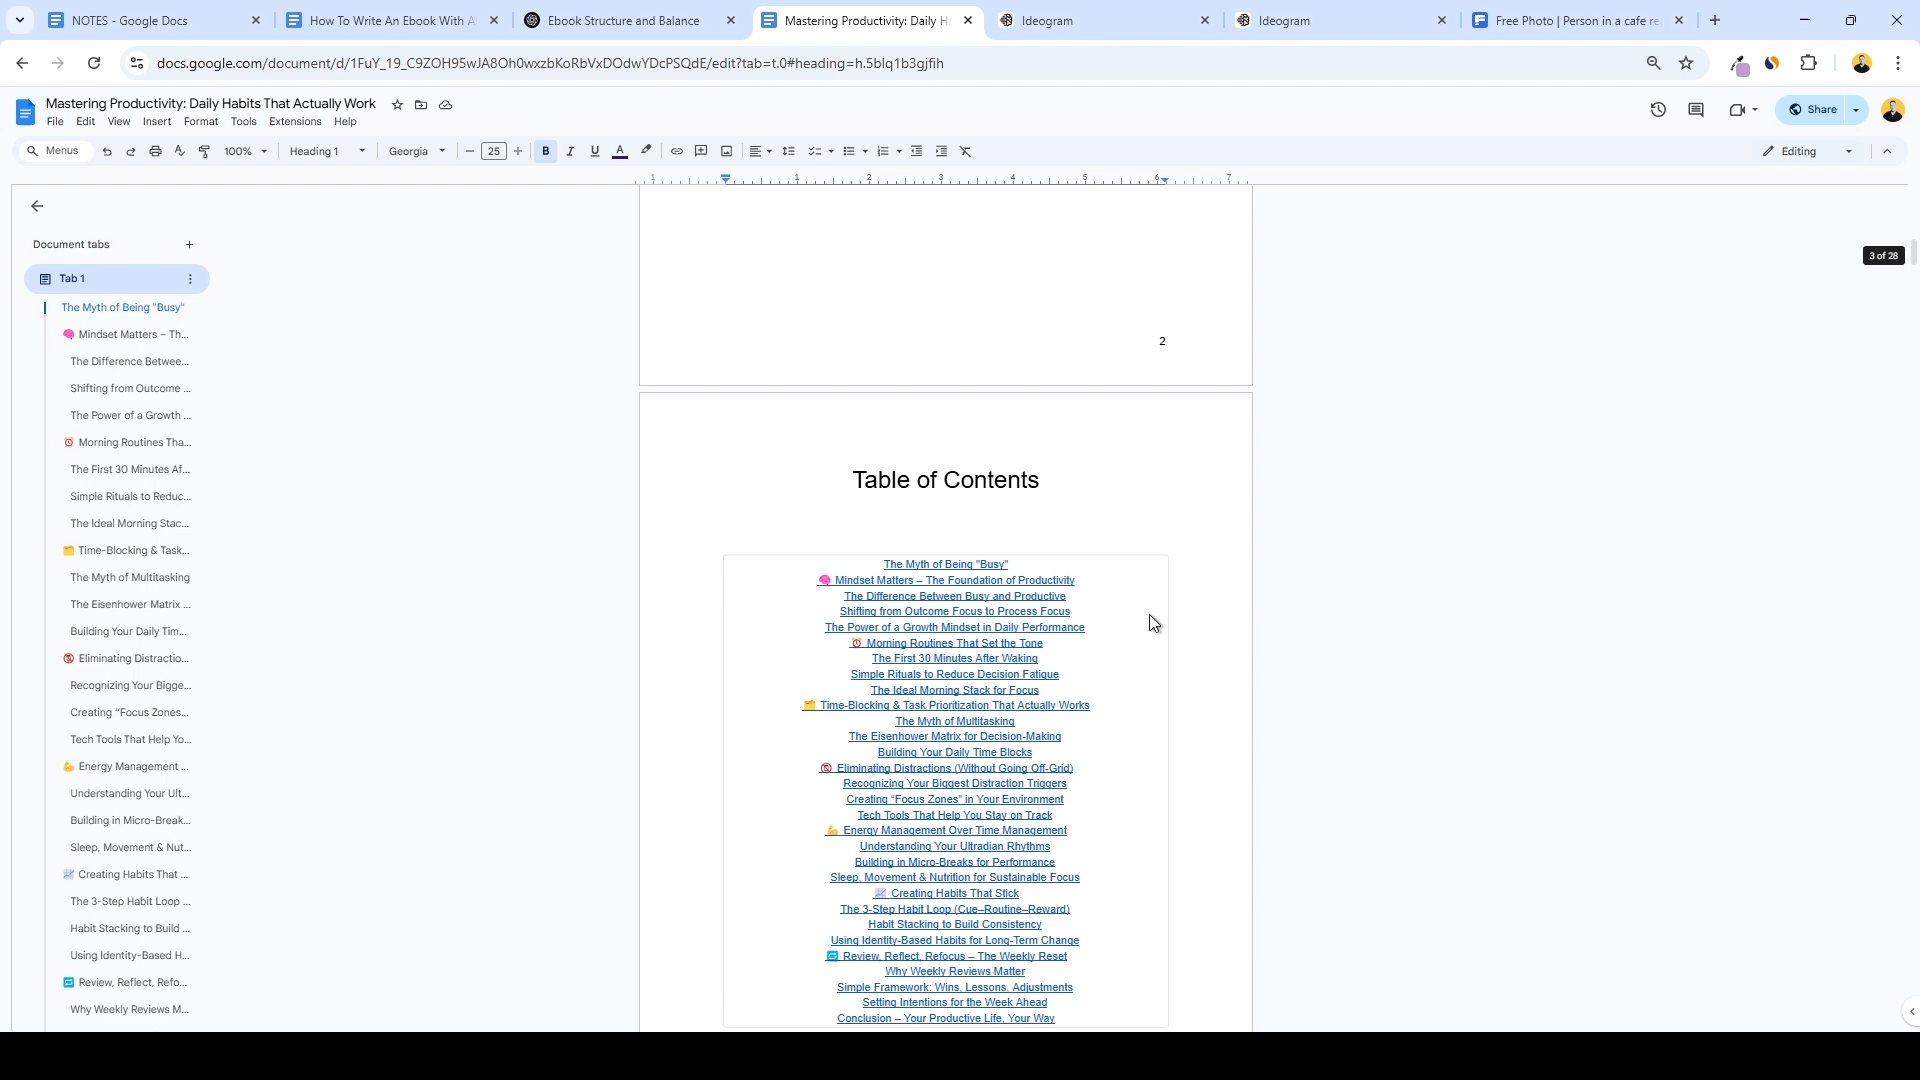 NOTES - Google Docs
How To Write An Ebook With A
Ebook Structure and Balance
Mastering Productivity: Daily H
Ideogram
Ideogram
Free Photo | Person in a cafe re
docs.google.com/document/d/1FuY_19_C9ZOH95wJA8Oh0wxzbKoRbVxDOdwYDcPSQdE/edit?tab=t.0#heading=h.5blq1b3gjfih
Mastering Productivity: Daily Habits That Actually Work
File Edit View Insert Format Tools Extensions Help
Share
Menus
100%
Heading 1
Georgia
25
Editing
1 1 2 3 4 5 6 7
Document tabs
Tab 1
The Myth of Being "Busy"
🧠 Mindset Matters – Th...
The Difference Betwee...
Shifting from Outcome ...
The Power of a Growth ...
⏰ Morning Routines Tha...
The First 30 Minutes Af...
Simple Rituals to Reduc...
The Ideal Morning Stac...
🗂️ Time-Blocking & Task...
The Myth of Multitasking
The Eisenhower Matrix ...
Building Your Daily Tim...
📵 Eliminating Distractio...
Recognizing Your Bigge...
Creating “Focus Zones...
Tech Tools That Help Yo...
💪 Energy Management ...
Understanding Your Ult...
Building in Micro-Break...
Sleep, Movement & Nut...
📈 Creating Habits That ...
The 3-Step Habit Loop ...
Habit Stacking to Build ...
Using Identity-Based H...
🔁 Review, Reflect, Refo...
Why Weekly Reviews M...
2
3 of 28
Table of Contents
The Myth of Being "Busy"
🧠 Mindset Matters – The Foundation of Productivity
The Difference Between Busy and Productive
Shifting from Outcome Focus to Process Focus
The Power of a Growth Mindset in Daily Performance
⏰ Morning Routines That Set the Tone
The First 30 Minutes After Waking
Simple Rituals to Reduce Decision Fatigue
The Ideal Morning Stack for Focus
🗂️ Time-Blocking & Task Prioritization That Actually Works
The Myth of Multitasking
The Eisenhower Matrix for Decision-Making
Building Your Daily Time Blocks
📵 Eliminating Distractions (Without Going Off-Grid)
Recognizing Your Biggest Distraction Triggers
Creating “Focus Zones” in Your Environment
Tech Tools That Help You Stay on Track
💪 Energy Management Over Time Management
Understanding Your Ultradian Rhythms
Building in Micro-Breaks for Performance
Sleep, Movement & Nutrition for Sustainable Focus
📈 Creating Habits That Stick
The 3-Step Habit Loop (Cue–Routine–Reward)
Habit Stacking to Build Consistency
Using Identity-Based Habits for Long-Term Change
🔁 Review, Reflect, Refocus – The Weekly Reset
Why Weekly Reviews Matter
Simple Framework: Wins, Lessons, Adjustments
Setting Intentions for the Week Ahead
Conclusion – Your Productive Life, Your Way